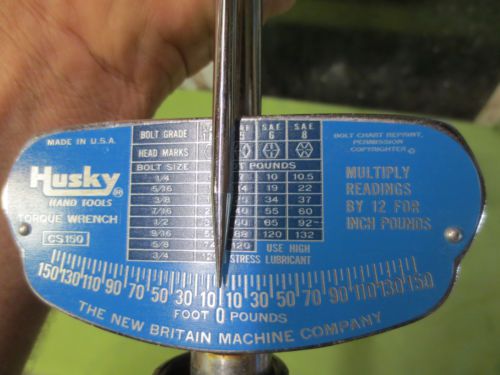 MADE IN U.S.A.
Husky
HAND TOOLS
TORQUE WRENCH
CS150
BOLT GRADE S.A.E. 6 S.A.E. 8
HEAD MARKS
BOLT SIZE POUNDS
1/4 7 10 10.5
5/16 14 19 22
3/8 34 37
7/16 40 55 60
1/2 65 85 92~
9/16 88 120 132
5/8 120 USE HIGH
3/4 STRESS LUBRICANT
BOLT CHART REPRINT,
PERMISSION
COPYRIGHTER ©
MULTIPLY
READINGS
BY 12 FOR
INCH POUNDS
150 130 110 90 70 50 30 10 10 30 50 70 90 110 130 150
FOOT 0 POUNDS
THE NEW BRITAIN MACHINE COMPANY